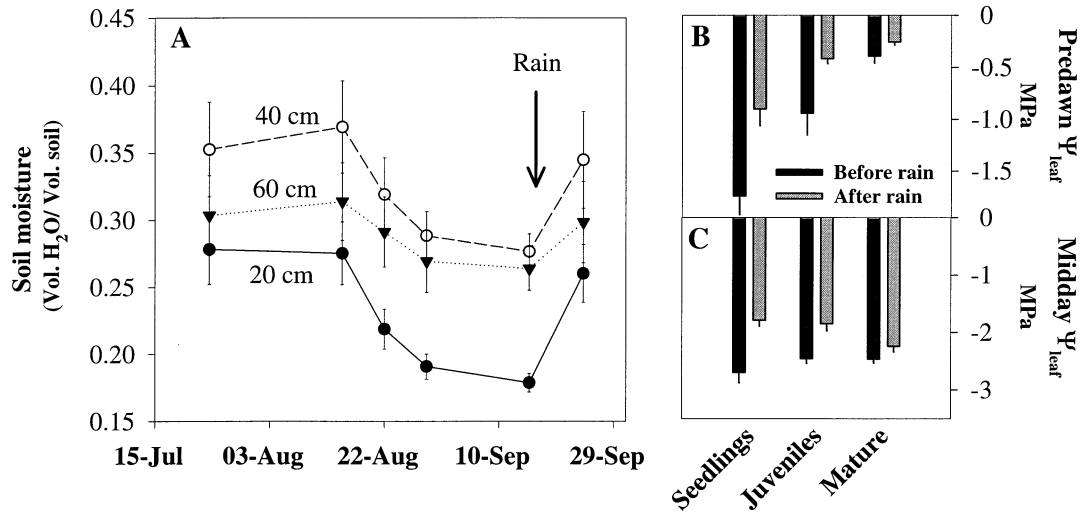 A
0.45
0.40
0.35
0.30
0.25
0.20
0.15
Soil moisture
(Vol. H2O/ Vol. soil)
40 cm
60 cm
20 cm
Rain
15-Jul
03-Aug
22-Aug
10-Sep
29-Sep
B
0
-0.5
-1.0
-1.5
Predawn Ψleaf
MPa
Before rain
After rain
C
0
-1
-2
-3
Midday Ψleaf
MPa
Seedlings
Juveniles
Mature